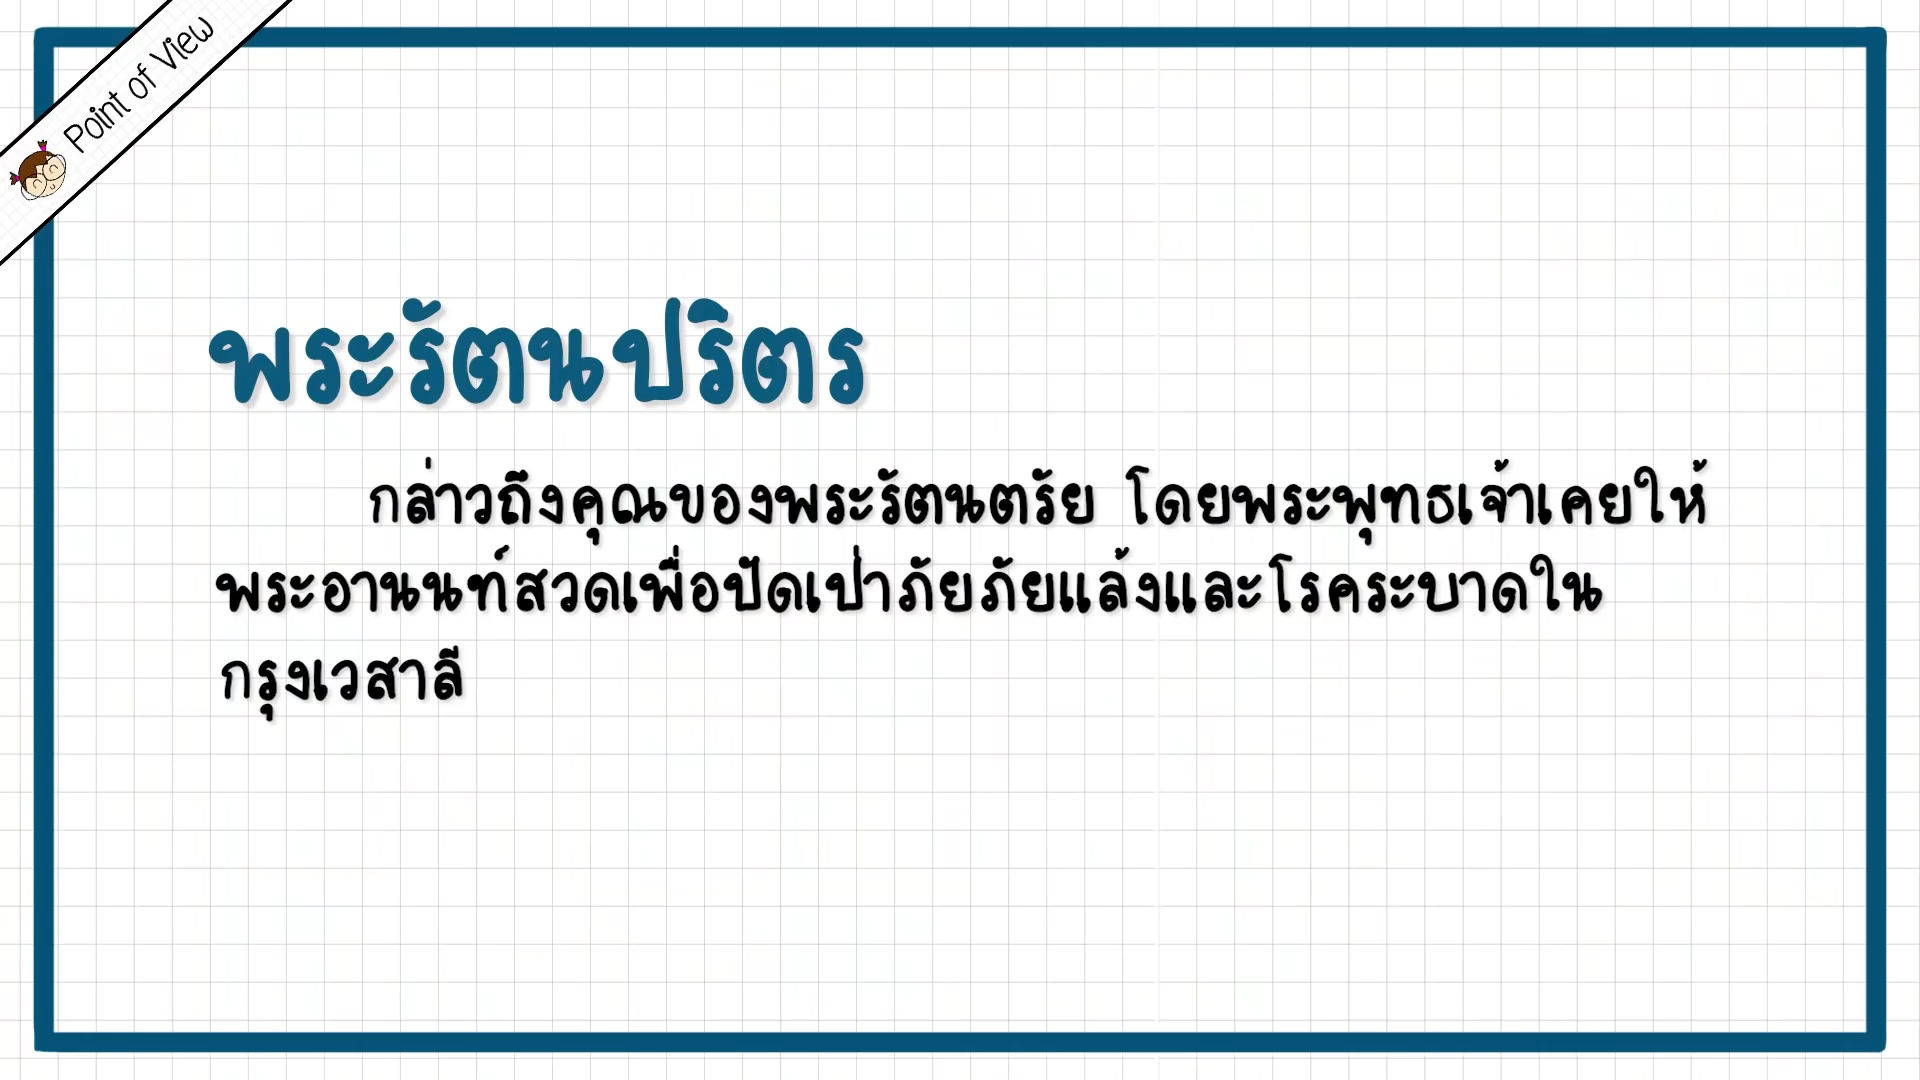 Point of View
พระรัตนปริตร
กล่าวถึงคุณของพระรัตนตรัย โดยพระพุทธเจ้าเคยให้
พระอานนท์สวดเพื่อปัดเป่าภัยภัยแล้งและโรคระบาดใน
กรุงเวสาลี